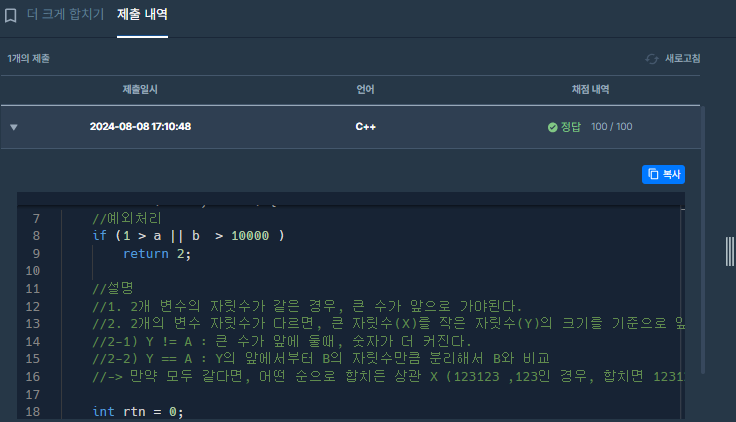 더 크게 합치기 제출 내역
1개의 제출 새로고침
제출일시 언어 채점 내역
2024-08-08 17:10:48 C++ 정답 100 / 100
복사
7 //예외처리
8 if (1 > a || b > 10000 )
9 return 2;
10
11 //설명
12 //1. 2개 변수의 자릿수가 같은 경우, 큰 수가 앞으로 가야된다.
13 //2. 2개의 변수 자릿수가 다르면, 큰 자릿수(X)를 작은 자릿수(Y)의 크기를 기준으로 앞
14 //2-1) Y != A : 큰 수가 앞에 올때, 숫자가 더 커진다.
15 //2-2) Y == A : Y의 앞에서부터 B의 자릿수만큼 분리해서 B와 비교
16 //-> 만약 모두 같다면, 어떤 순으로 합치든 상관 X (123123 ,123인 경우, 합치면 12312
17
18 int rtn = 0;